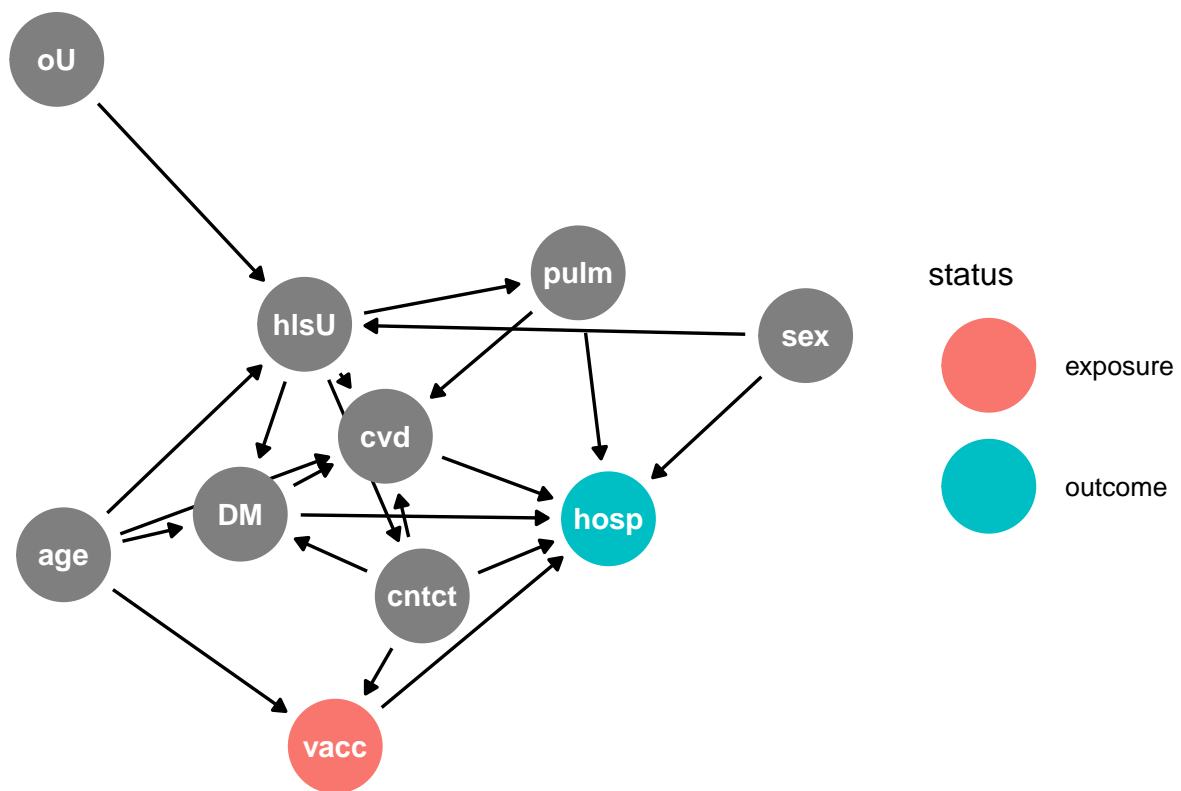 oU
pulm
hlsU
sex
cvd
DM
hosp
age
cntct
vacc
status
exposure
outcome